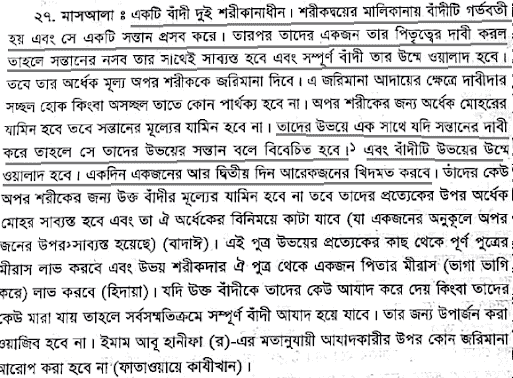 ২৭. মাসআলা : একটি বাঁদী দুই শরীকানাধীন। শরীকদ্বয়ের মালিকানায় বাঁদীটি গর্ভবতী
হয় এবং সে একটি সন্তান প্রসব করে। তারপর তাদের একজন তার পিতৃত্বের দাবী করল
তাহলে সন্তানের নসব তার সাথেই সাব্যস্ত হবে এবং সম্পূর্ণ বাঁদী তার উম্মে ওয়ালাদ হবে।
তবে তার অর্ধেক মূল্য অপর শরীককে জরিমানা দিবে। এ জরিমানা আদায়ের ক্ষেত্রে দাবীদার
সচ্ছল হোক কিংবা অসচ্ছল তাতে কোন পার্থক্য হবে না। অপর শরীকের জন্য অর্ধেক মোহরের
যামিন হবে তবে সন্তানের মূল্যের যামিন হবে না। তাদের উভয়ে এক সাথে যদি সন্তানের দাবী
করে তাহলে সে তাদের উভয়ের সন্তান বলে বিবেচিত হবে।১ এবং বাঁদীটি উভয়ের উম্মে
ওয়ালাদ হবে। একদিন একজনের আর দ্বিতীয় দিন আরেকজনের খিদমত করবে। তাঁদের কেউ
অপর শরীকের জন্য উক্ত বাঁদীর মূল্যের যামিন হবে না তবে তাদের প্রত্যেকের উপর অর্ধেক
মোহর সাব্যস্ত হবে এবং তা ঐ অর্ধেকের বিনিময়ে কাটা যাবে (যা একজনের অনুকূলে অপর
জনের উপর সাব্যস্ত হয়েছে) (বাদাঈ)। এই পুত্র উভয়ের প্রত্যেকের কাছ থেকে পূর্ণ পুত্রের
মীরাস লাভ করবে এবং উভয় শরীকদার ঐ পুত্র থেকে একজন পিতার মীরাস (ভাগা ভাগি
করে) লাভ করবে (হিদায়া)। যদি উক্ত বাঁদীকে তাদের কেউ আযাদ করে দেয় কিংবা তাদের
কেউ মারা যায় তাহলে সর্বসম্মতিক্রমে সম্পূর্ণ বাঁদী আযাদ হয়ে যাবে। তার জন্য উপার্জন করা
ওয়াজিব হবে না। ইমাম আবূ হানীফা (র)-এর মতানুযায়ী আযাদকারীর উপর কোন জরিমানা
আরোপ করা হবে না (ফাতাওয়ায়ে কাযীখান)।